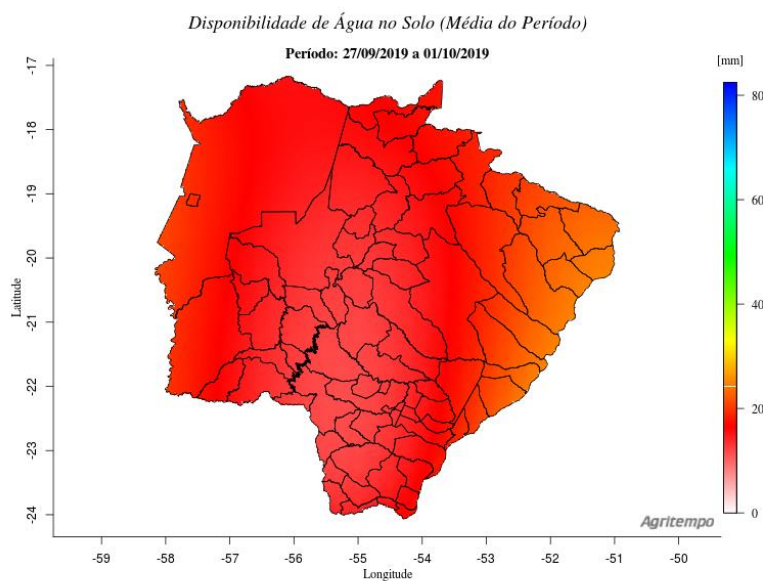 Disponibilidade de Água no Solo (Média do Período)
Período: 27/09/2019 a 01/10/2019
[mm]
80
60
40
20
0
Latitude
-17
-18
-19
-20
-21
-22
-23
-24
Agritempo
-59 -58 -57 -56 -55 -54 -53 -52 -51 -50
Longitude